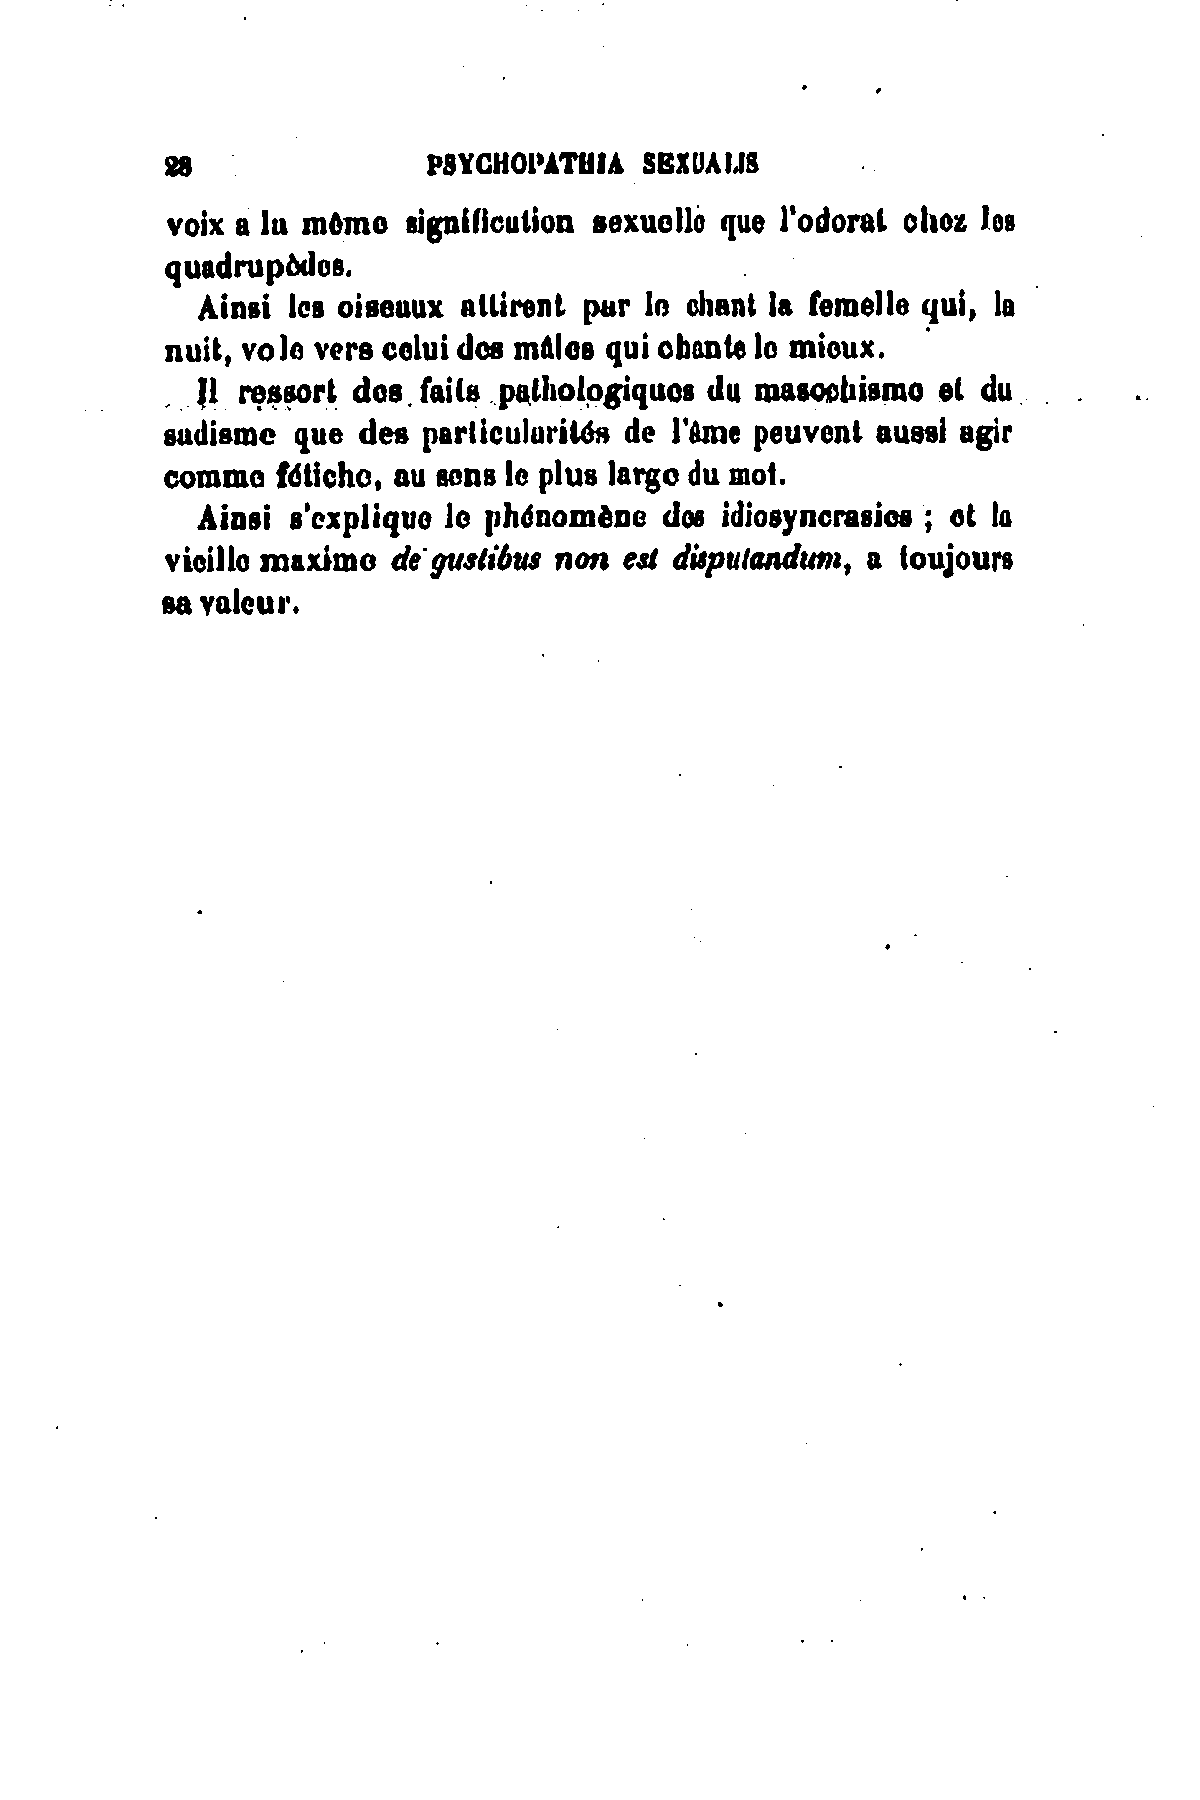 28 PSYCHOPATHIA SEXUALIS
voix a la même signification sexuelle que l'odorat chez les
quadrupèdes.
Ainsi les oiseaux attirent par le chant la femelle qui, la
nuit, vole vers celui des mâles qui chante le mieux.
Il ressort des faits pathologiques du masochisme et du
sadisme que des particularités de l'âme peuvent aussi agir
comme fétiche, au sens le plus large du mot.
Ainsi s'explique le phénomène des idiosyncrasies ; et la
vieille maxime de gustibus non est disputandum, a toujours
sa valeur.